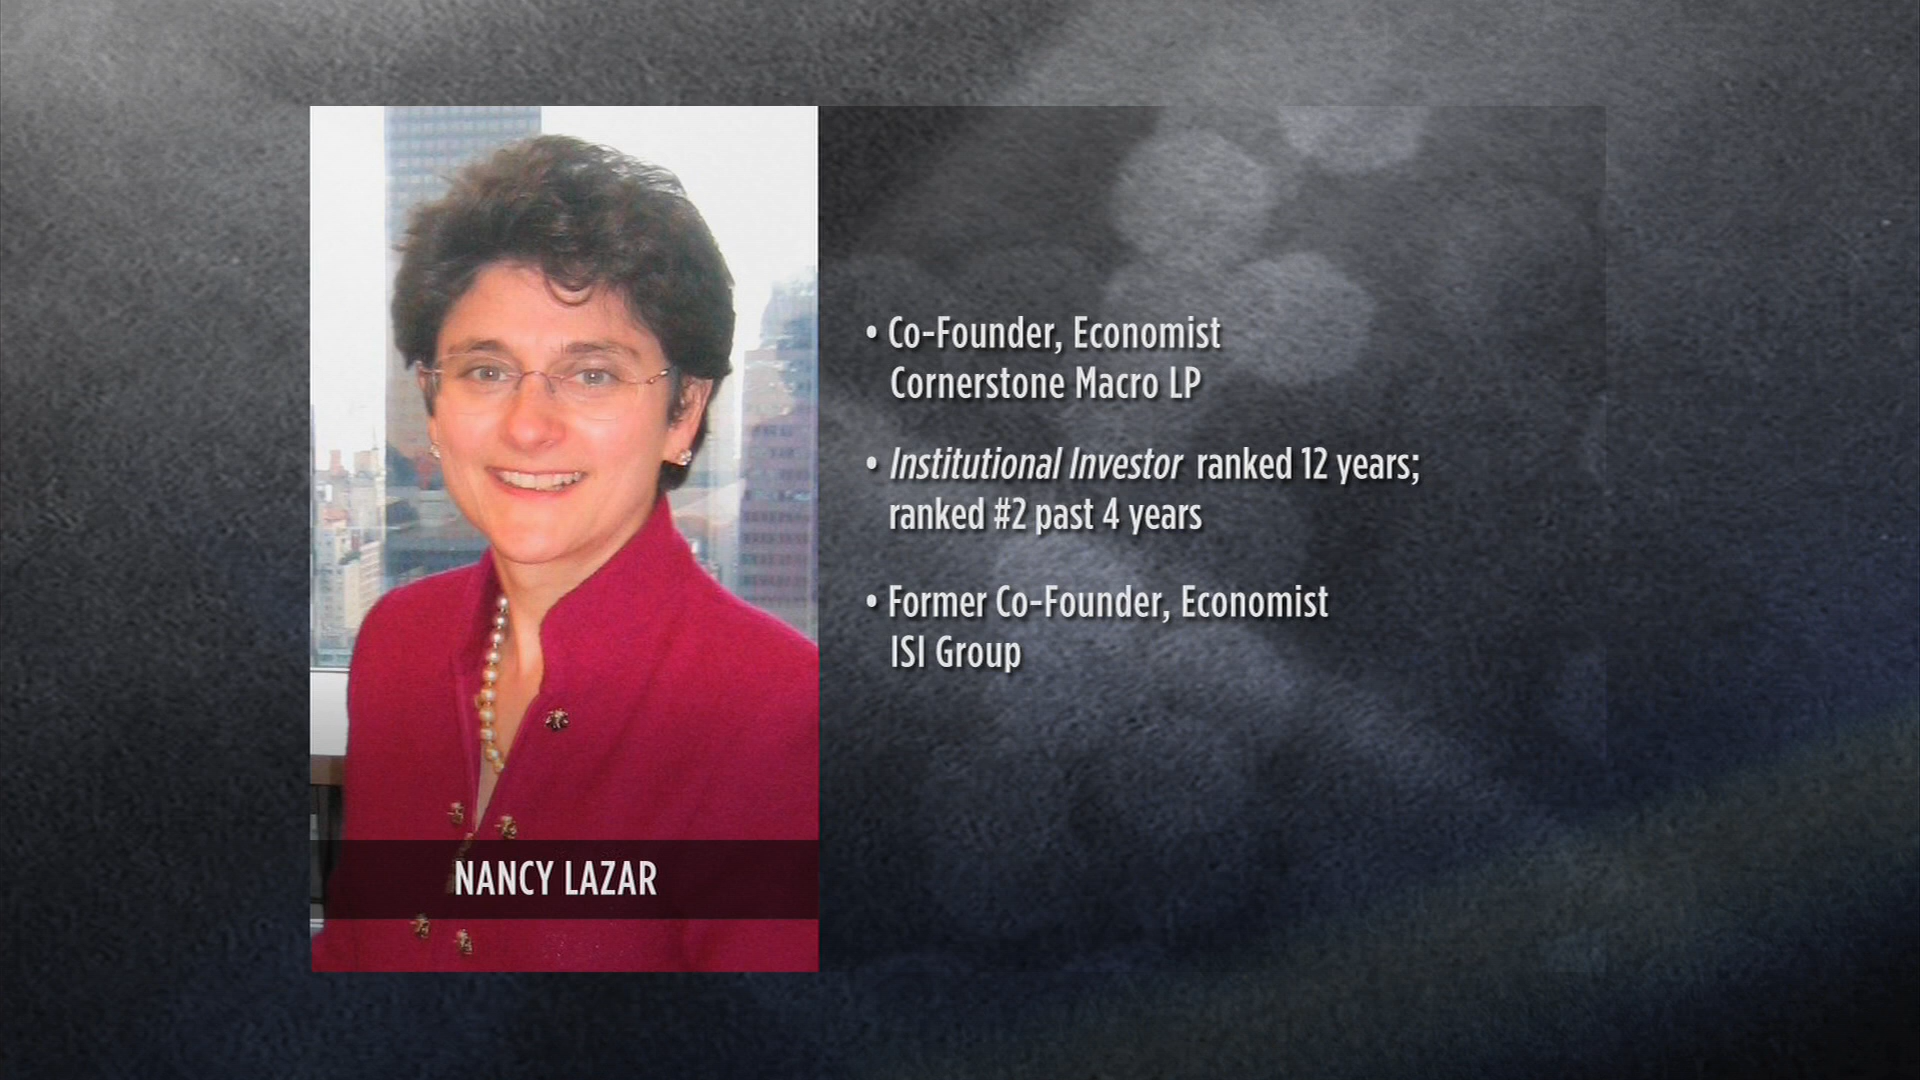 • Co-Founder, Economist
Cornerstone Macro LP
• Institutional Investor ranked 12 years;
ranked #2 past 4 years
• Former Co-Founder, Economist
ISI Group
NANCY LAZAR